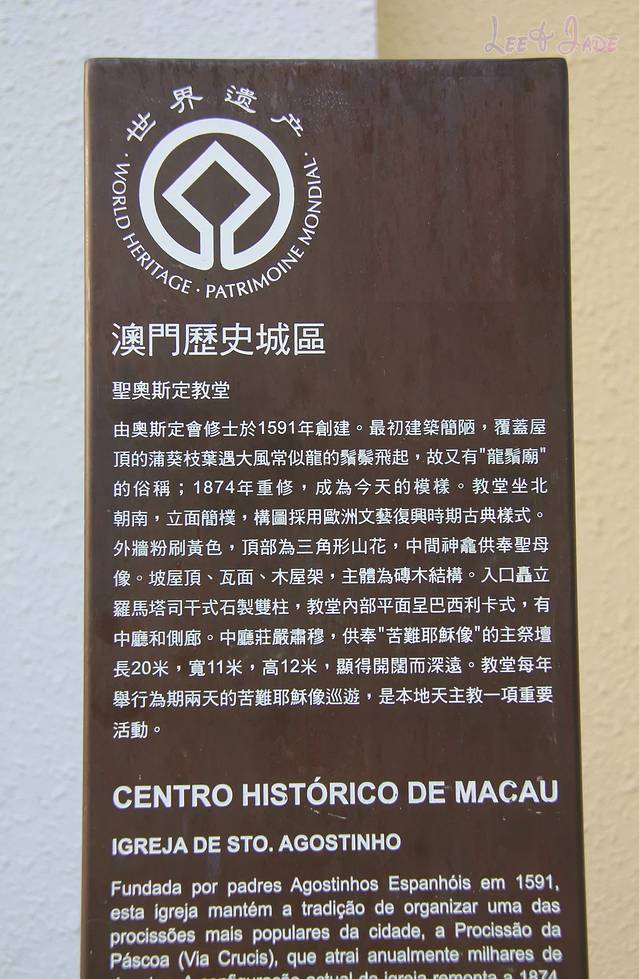 Lee & Jade
世界遗产
· WORLD HERITAGE · PATRIMOINE MONDIAL ·
澳門歷史城區
聖奧斯定教堂
由奧斯定會修士於1591年創建。最初建築簡陋，覆蓋屋
頂的蒲葵枝葉遇大風常似龍的鬚鬃飛起，故又有"龍鬚廟"
的俗稱；1874年重修，成為今天的模樣。教堂坐北
朝南，立面簡樸，構圖採用歐洲文藝復興時期古典樣式。
外牆粉刷黃色，頂部為三角形山花，中間神龕供奉聖母
像。坡屋頂、瓦面、木屋架，主體為磚木結構。入口矗立
羅馬塔司干式石製雙柱，教堂內部平面呈巴西利卡式，有
中廳和側廊。中廳莊嚴肅穆，供奉"苦難耶穌像"的主祭壇
長20米，寬11米，高12米，顯得開闊而深遠。教堂每年
舉行為期兩天的苦難耶穌像巡遊，是本地天主教一項重要
活動。
CENTRO HISTÓRICO DE MACAU
IGREJA DE STO. AGOSTINHO
Fundada por padres Agostinhos Espanhóis em 1591,
esta igreja mantém a tradição de organizar uma das
procissões mais populares da cidade, a Procissão da
Páscoa (Via Crucis), que atrai anualmente milhares de
A configuração actual da igreja remonta a 1874